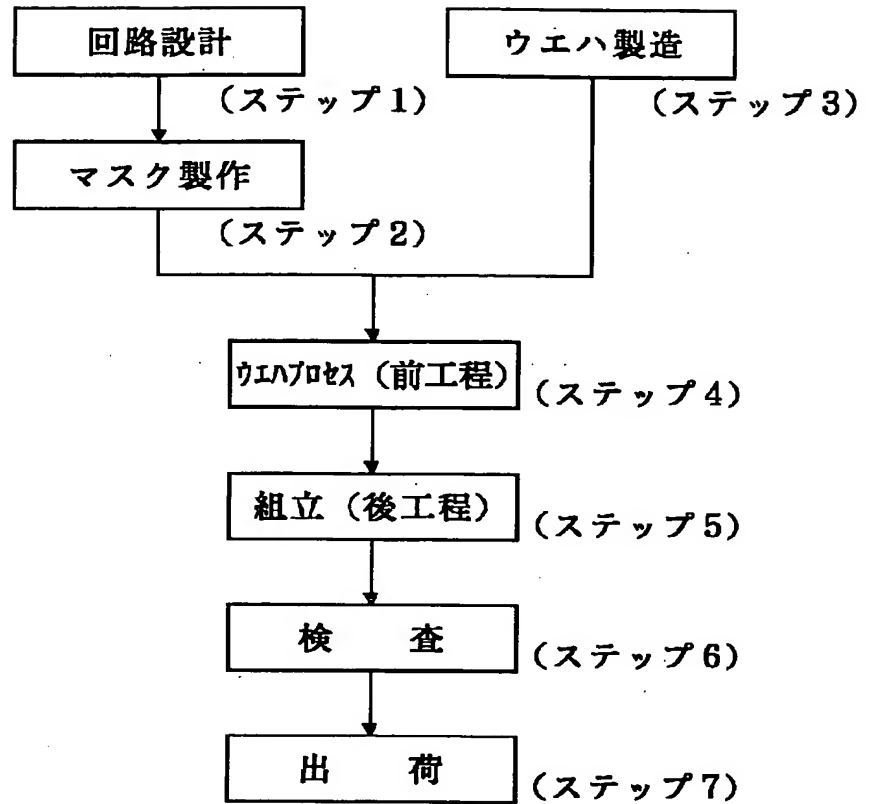 回路設計
(ステップ1)
ウエハ製造
(ステップ3)
マスク製作
(ステップ2)
ウエハプロセス(前工程)
(ステップ4)
組立(後工程)
(ステップ5)
検 査
(ステップ6)
出 荷
(ステップ7)